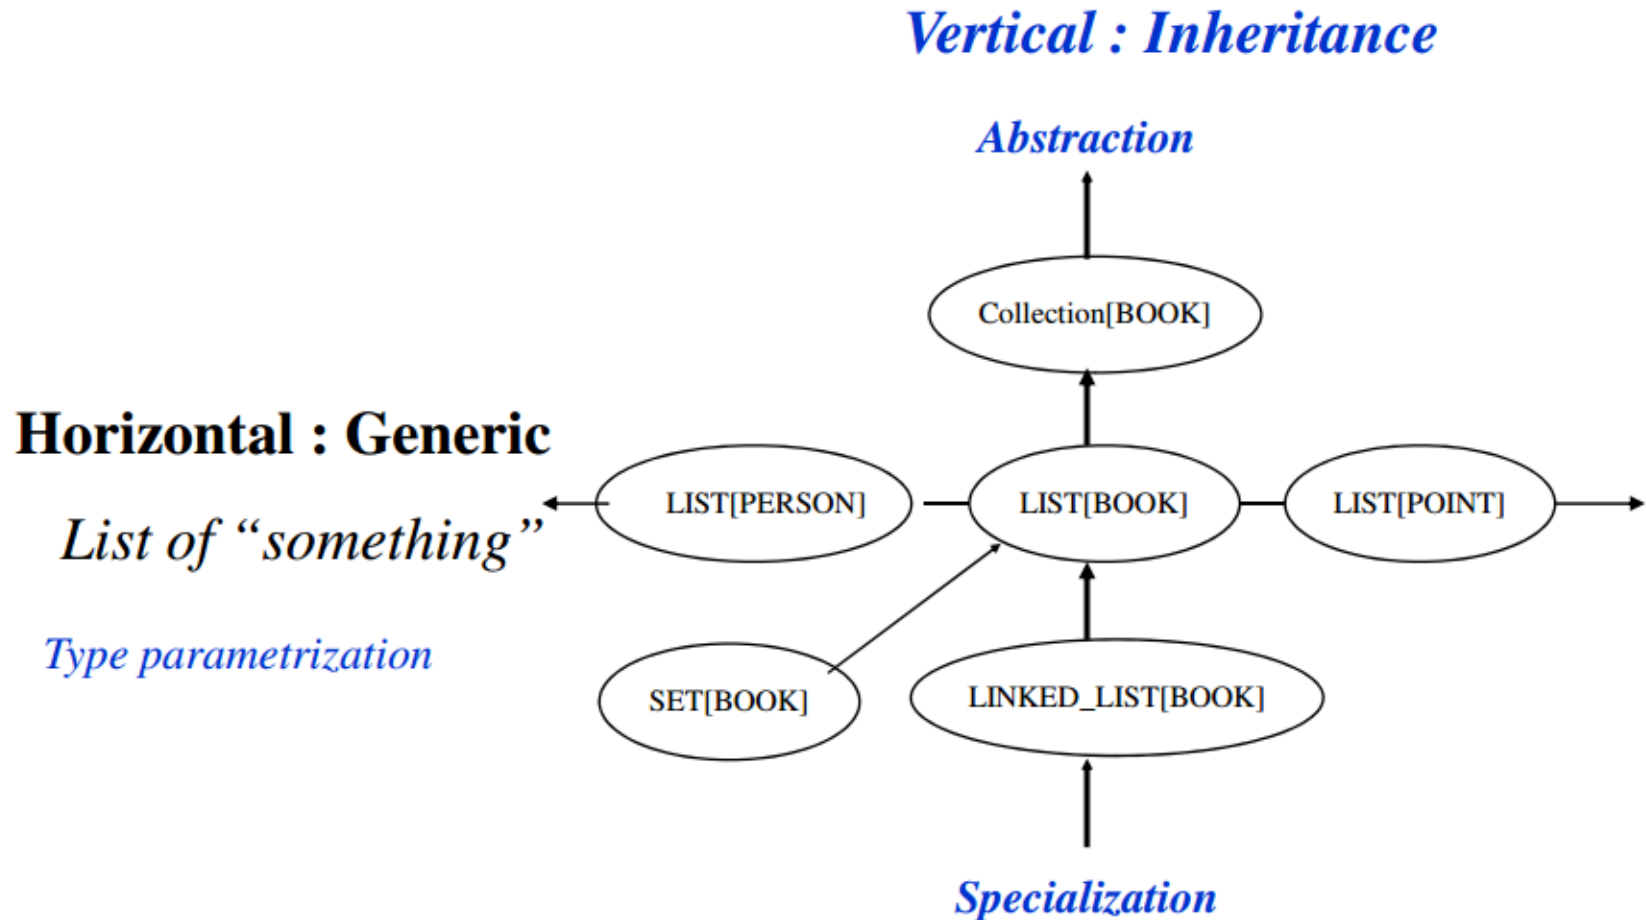 Vertical : Inheritance
Abstraction
Collection[BOOK]
Horizontal : Generic
LIST[PERSON]
LIST[BOOK]
LIST[POINT]
List of “something”
Type parametrization
SET[BOOK]
LINKED_LIST[BOOK]
Specialization